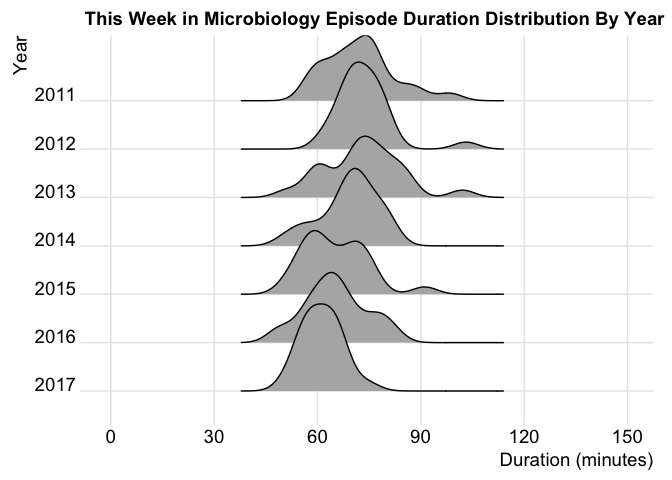 This Week in Microbiology Episode Duration Distribution By Year
Year
2011
2012
2013
2014
2015
2016
2017
0 30 60 90 120 150
Duration (minutes)